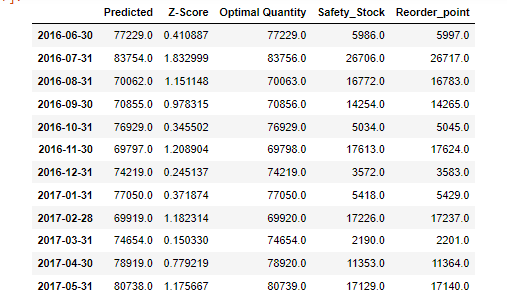 Predicted Z-Score Optimal Quantity Safety_Stock Reorder_point
2016-06-30 77229.0 0.410887 77229.0 5986.0 5997.0
2016-07-31 83754.0 1.832999 83756.0 26706.0 26717.0
2016-08-31 70062.0 1.151148 70063.0 16772.0 16783.0
2016-09-30 70855.0 0.978315 70856.0 14254.0 14265.0
2016-10-31 76929.0 0.345502 76929.0 5034.0 5045.0
2016-11-30 69797.0 1.208904 69798.0 17613.0 17624.0
2016-12-31 74219.0 0.245137 74219.0 3572.0 3583.0
2017-01-31 77050.0 0.371874 77050.0 5418.0 5429.0
2017-02-28 69919.0 1.182314 69920.0 17226.0 17237.0
2017-03-31 74654.0 0.150330 74654.0 2190.0 2201.0
2017-04-30 78919.0 0.779219 78920.0 11353.0 11364.0
2017-05-31 80738.0 1.175667 80739.0 17129.0 17140.0